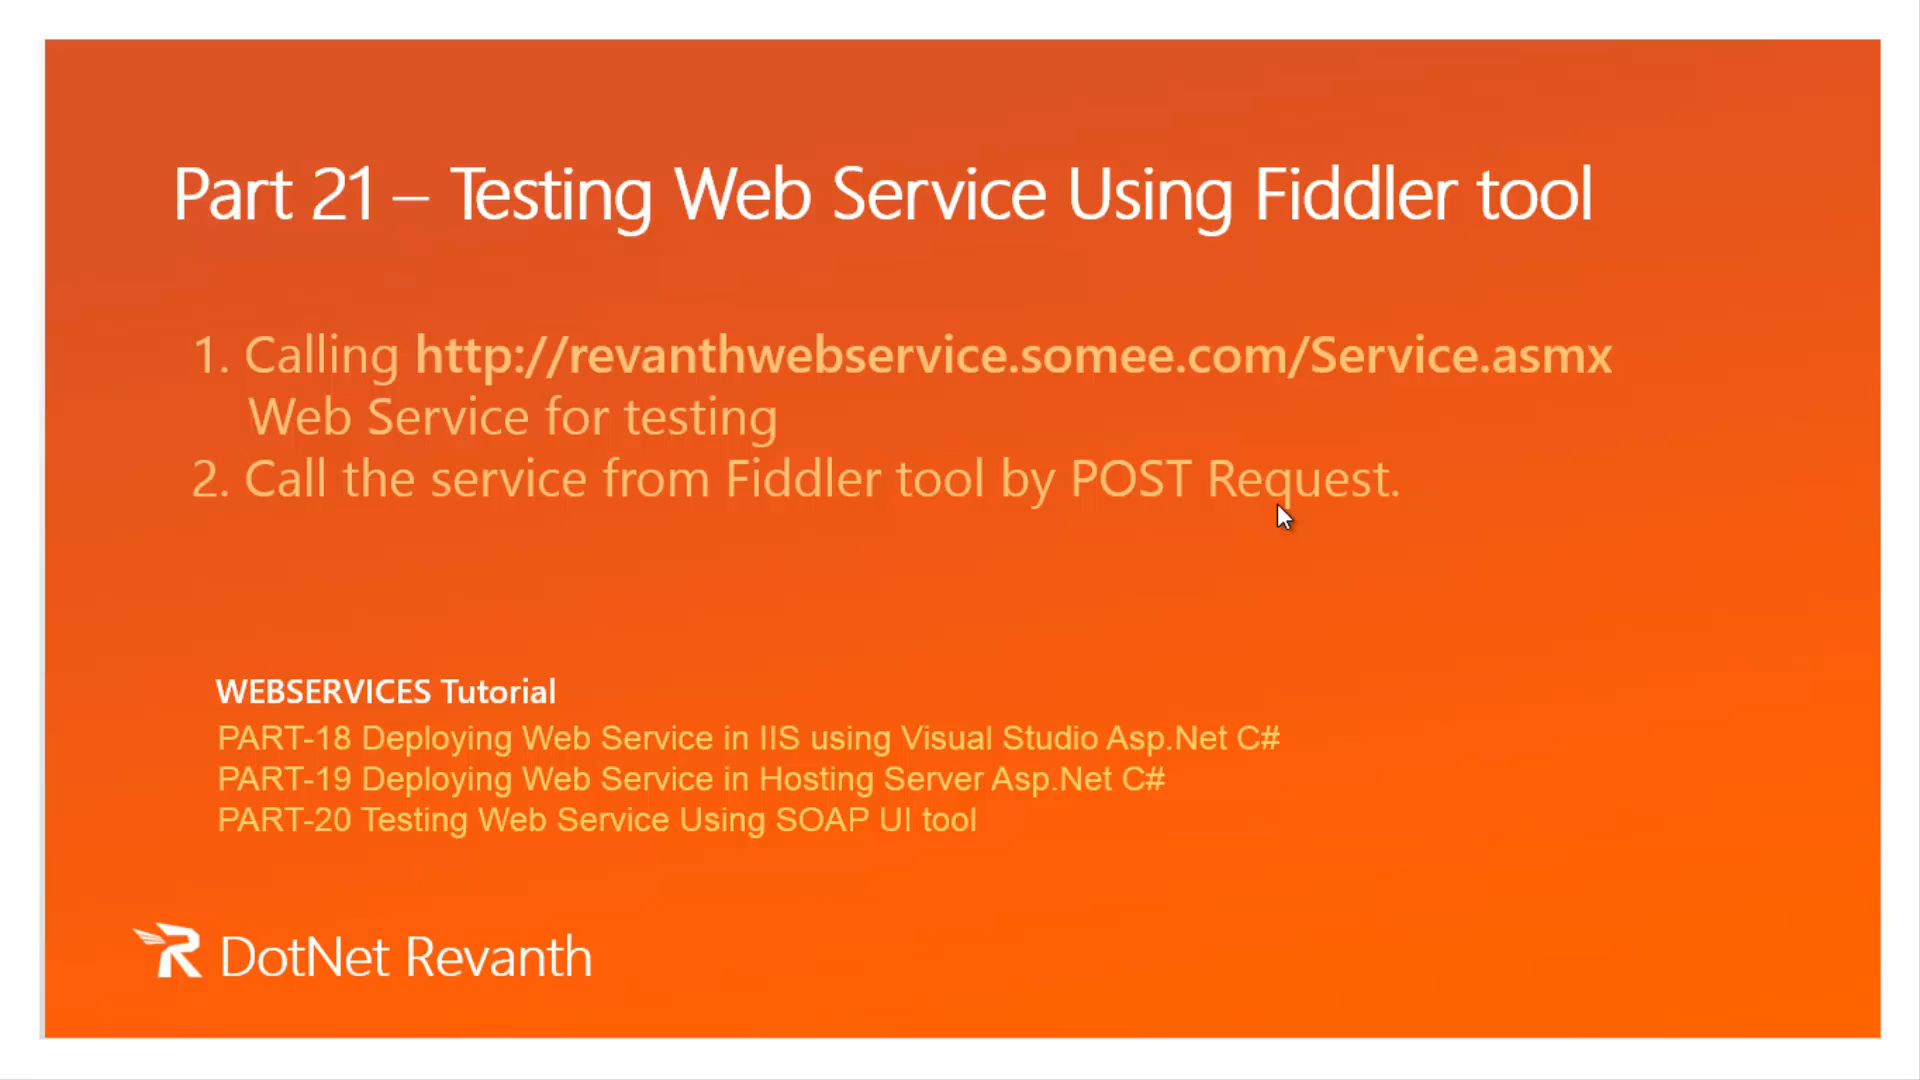 Part 21 – Testing Web Service Using Fiddler tool
1. Calling http://revanthwebservice.somee.com/Service.asmx
Web Service for testing
2. Call the service from Fiddler tool by POST Request.
WEBSERVICES Tutorial
PART-18 Deploying Web Service in IIS using Visual Studio Asp.Net C#
PART-19 Deploying Web Service in Hosting Server Asp.Net C#
PART-20 Testing Web Service Using SOAP UI tool
DotNet Revanth